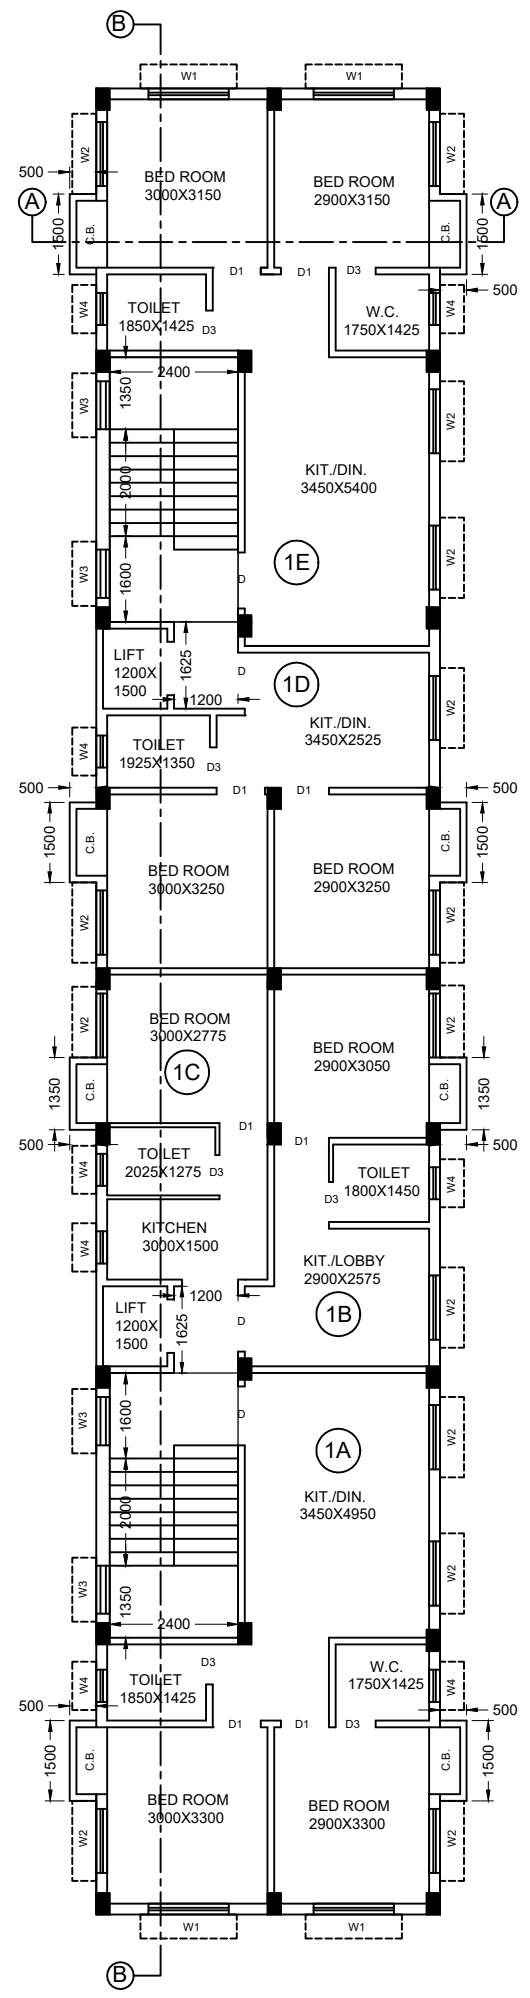 B
W1
W1
W2
W2
500
BED ROOM
3000X3150
BED ROOM
2900X3150
A
A
1500
C.B.
C.B.
1500
D1
D1
D3
500
W4
TOILET
1850X1425
W.C.
1750X1425
W4
D3
2400
1350
W3
W2
2000
KIT./DIN.
3450X5400
W2
1E
W3
1600
D
LIFT
1200X
1500
1625
D
1D
1200
W2
KIT./DIN.
3450X2525
W4
TOILET
1925X1350
D3
500
D1
D1
500
1500
C.B.
C.B.
1500
BED ROOM
3000X3250
BED ROOM
2900X3250
W2
W2
W2
W2
BED ROOM
3000X2775
BED ROOM
2900X3050
1C
1350
C.B.
C.B.
1350
D1
D1
500
500
W4
TOILET
2025X1275
D3
TOILET
1800X1450
W4
D3
KITCHEN
3000X1500
W4
KIT./LOBBY
2900X2575
LIFT
1200X
1500
1200
1625
1B
W2
D
1600
D
W3
W2
1A
KIT./DIN.
3450X4950
2000
W2
W3
1350
2400
D3
W.C.
1750X1425
TOILET
1850X1425
W4
W4
500
500
D1
D1
D3
1500
C.B.
C.B.
1500
BED ROOM
3000X3300
BED ROOM
2900X3300
W2
W2
W1
W1
B